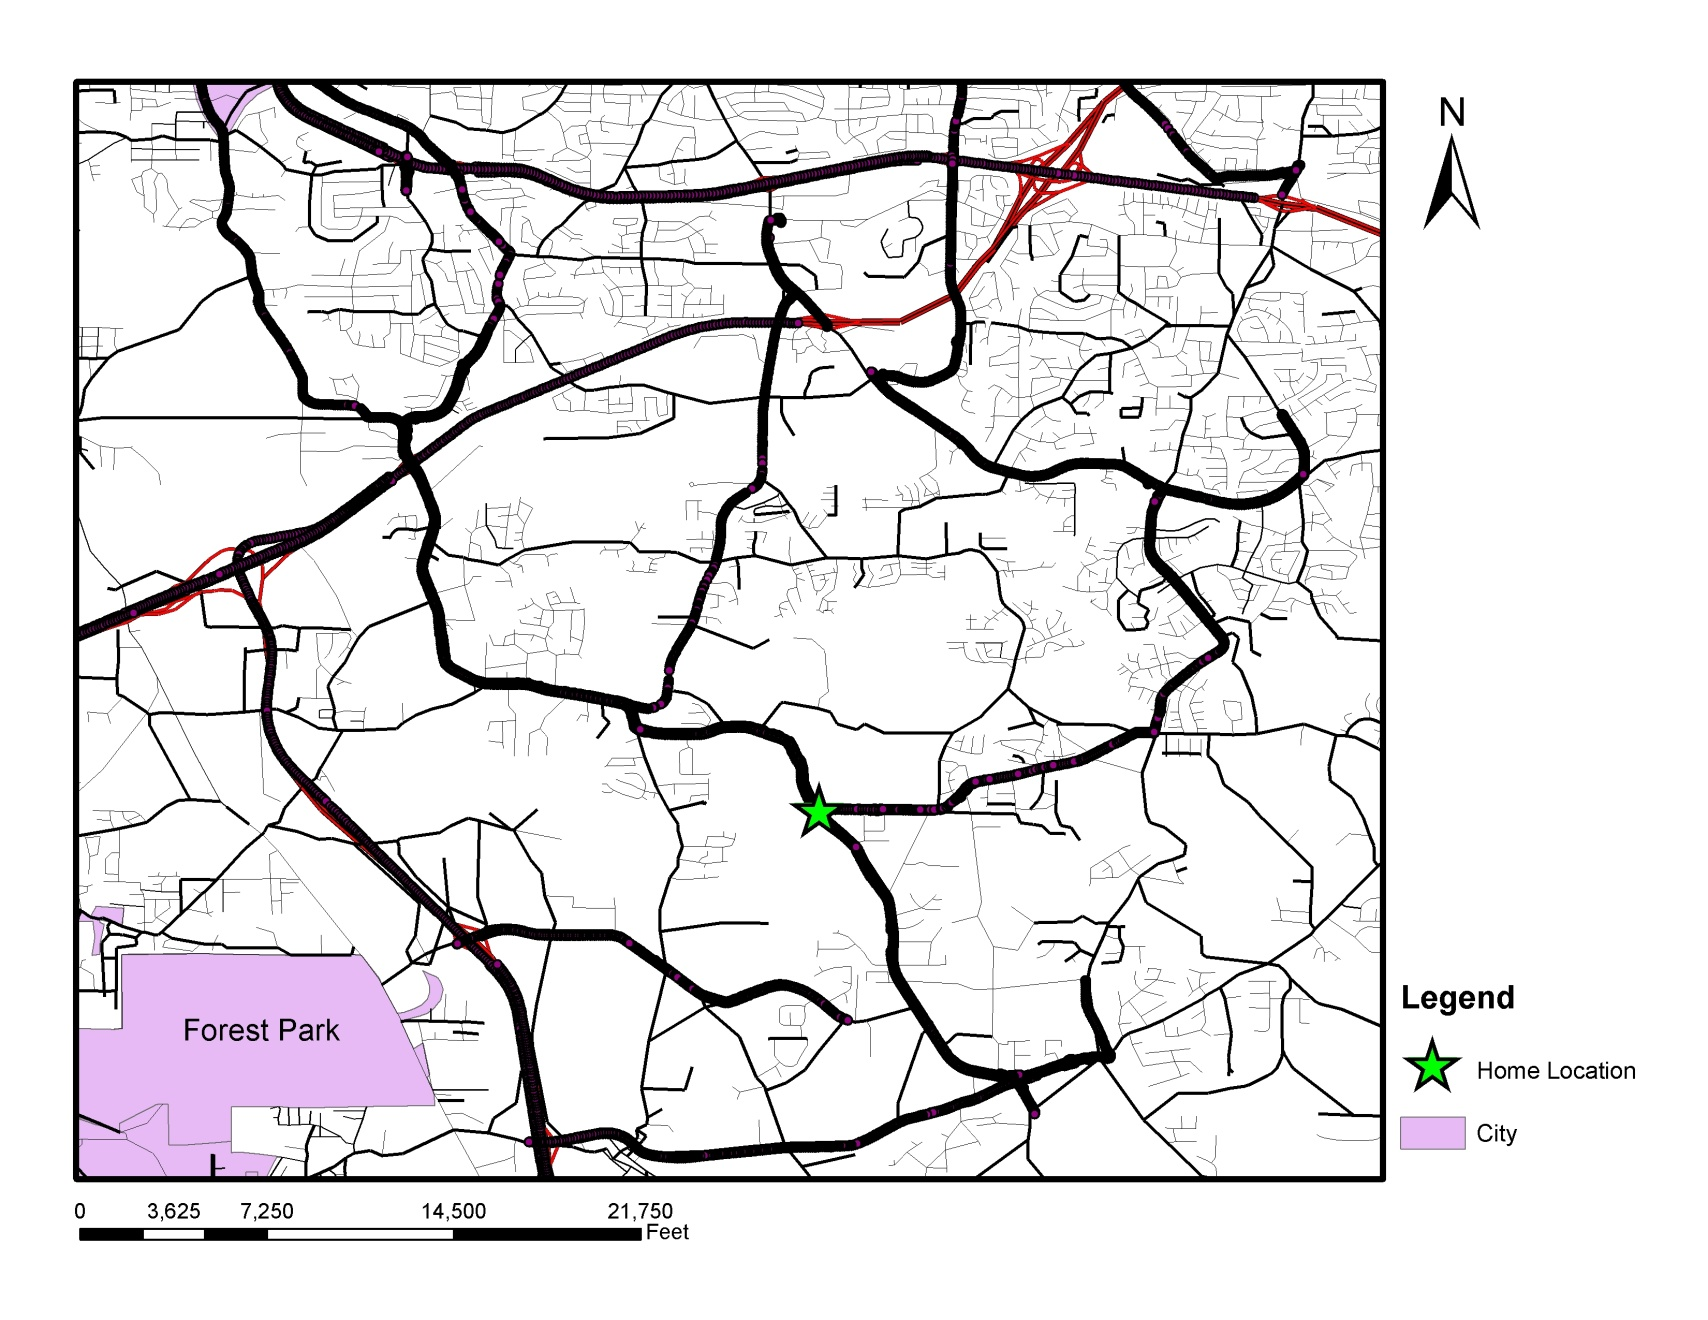 N
Forest Park
Legend
Home Location
City
0 3,625 7,250 14,500 21,750
Feet